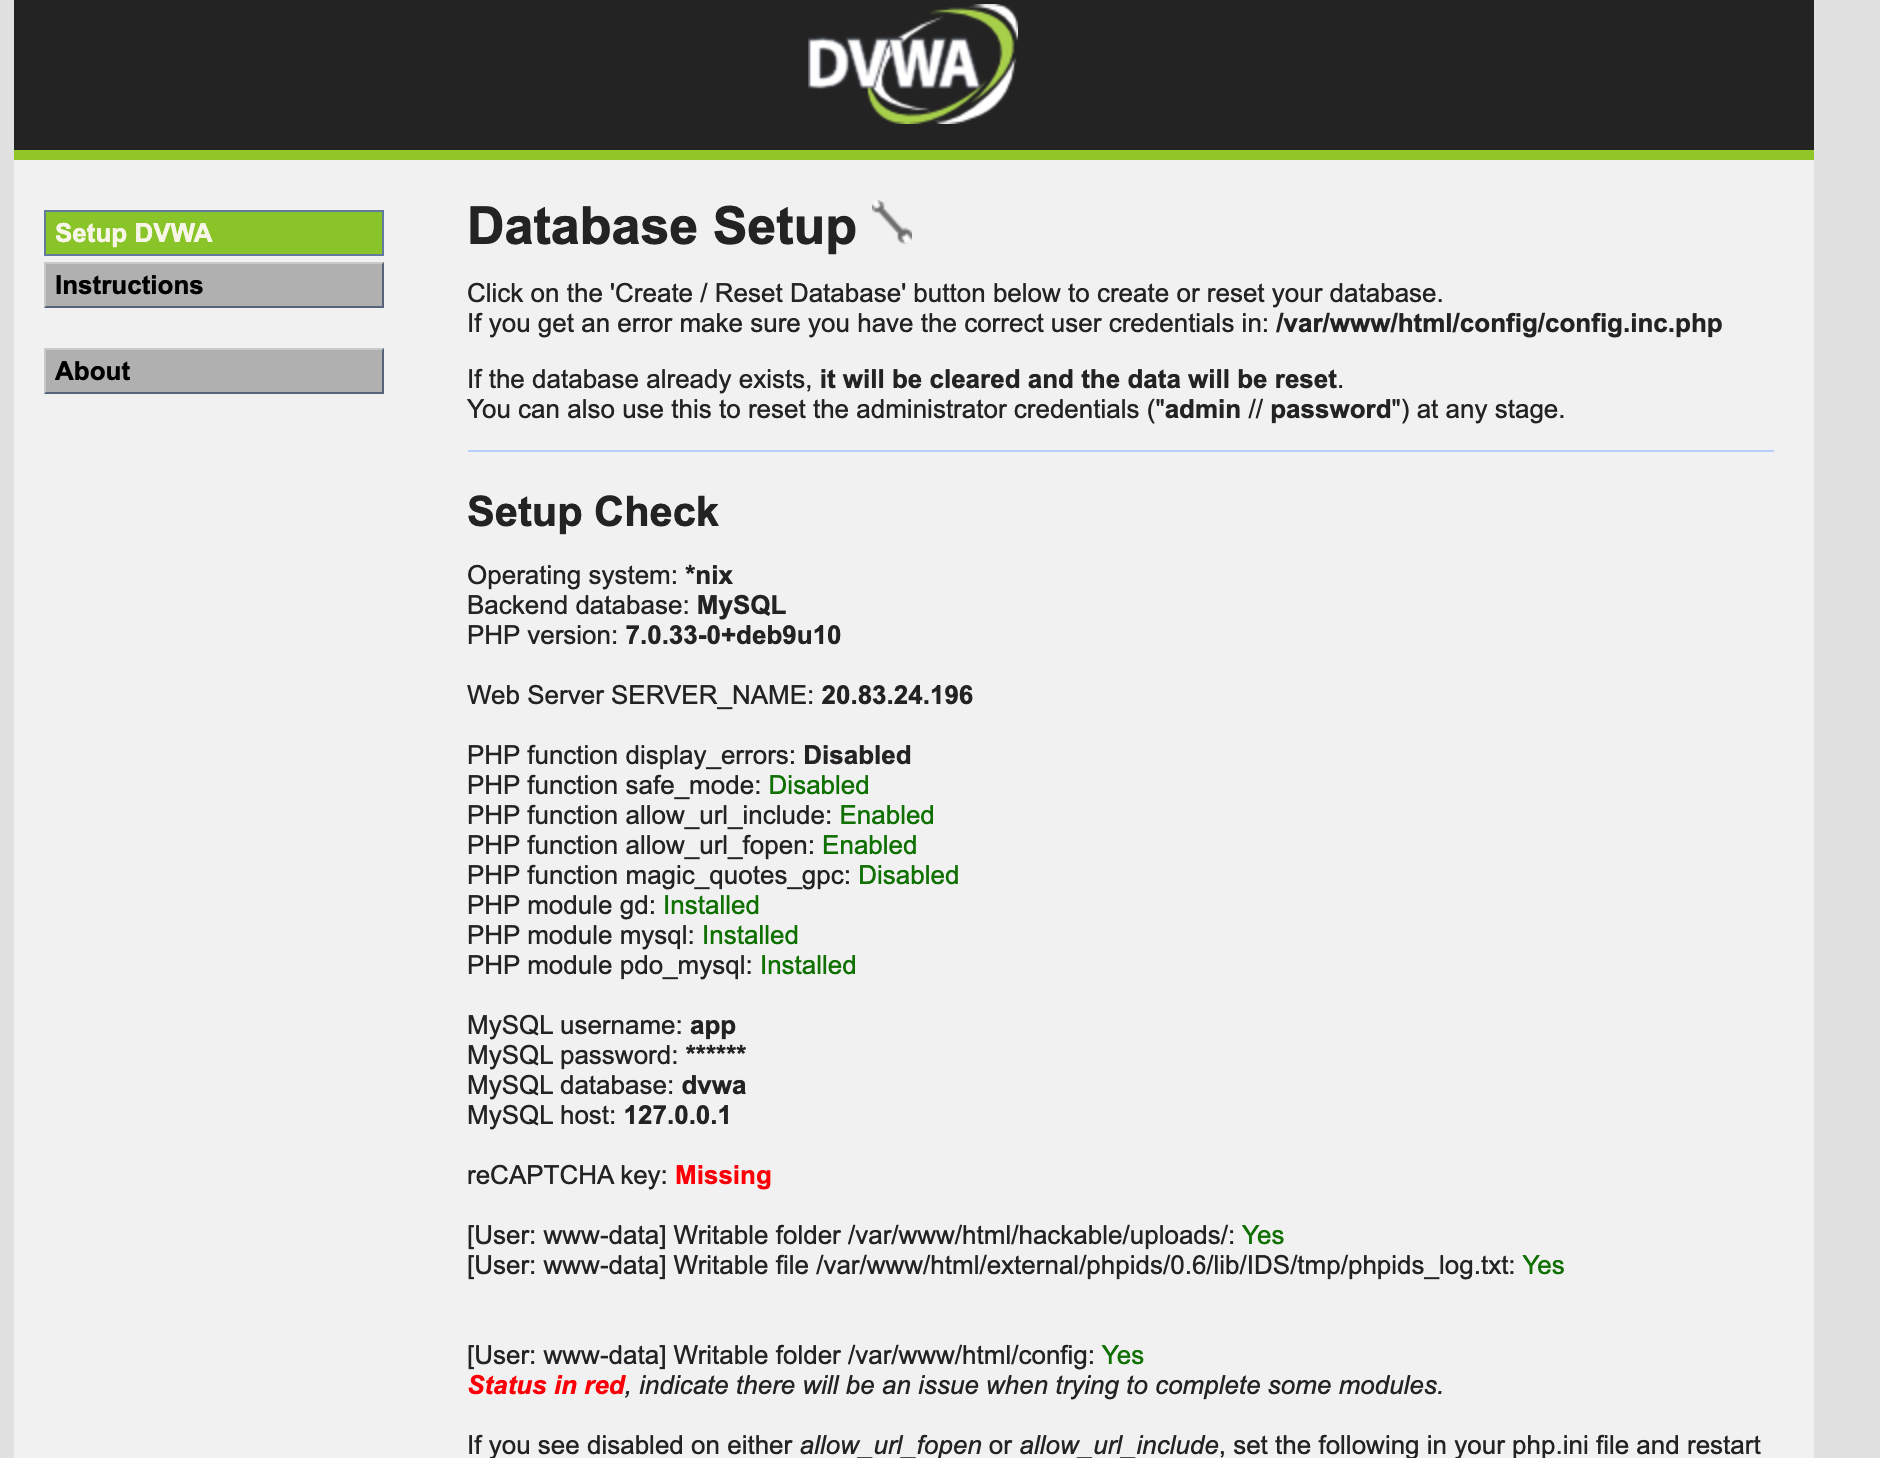 DVWA
Setup DVWA
Instructions
About
Database Setup
Click on the 'Create / Reset Database' button below to create or reset your database.
If you get an error make sure you have the correct user credentials in: /var/www/html/config/config.inc.php
If the database already exists, it will be cleared and the data will be reset.
You can also use this to reset the administrator credentials ("admin // password") at any stage.
Setup Check
Operating system: *nix
Backend database: MySQL
PHP version: 7.0.33-0+deb9u10
Web Server SERVER_NAME: 20.83.24.196
PHP function display_errors: Disabled
PHP function safe_mode: Disabled
PHP function allow_url_include: Enabled
PHP function allow_url_fopen: Enabled
PHP function magic_quotes_gpc: Disabled
PHP module gd: Installed
PHP module mysql: Installed
PHP module pdo_mysql: Installed
MySQL username: app
MySQL password: ******
MySQL database: dvwa
MySQL host: 127.0.0.1
reCAPTCHA key: Missing
[User: www-data] Writable folder /var/www/html/hackable/uploads/: Yes
[User: www-data] Writable file /var/www/html/external/phpids/0.6/lib/IDS/tmp/phpids_log.txt: Yes
[User: www-data] Writable folder /var/www/html/config: Yes
Status in red, indicate there will be an issue when trying to complete some modules.
If you see disabled on either allow_url_fopen or allow_url_include, set the following in your php.ini file and restart